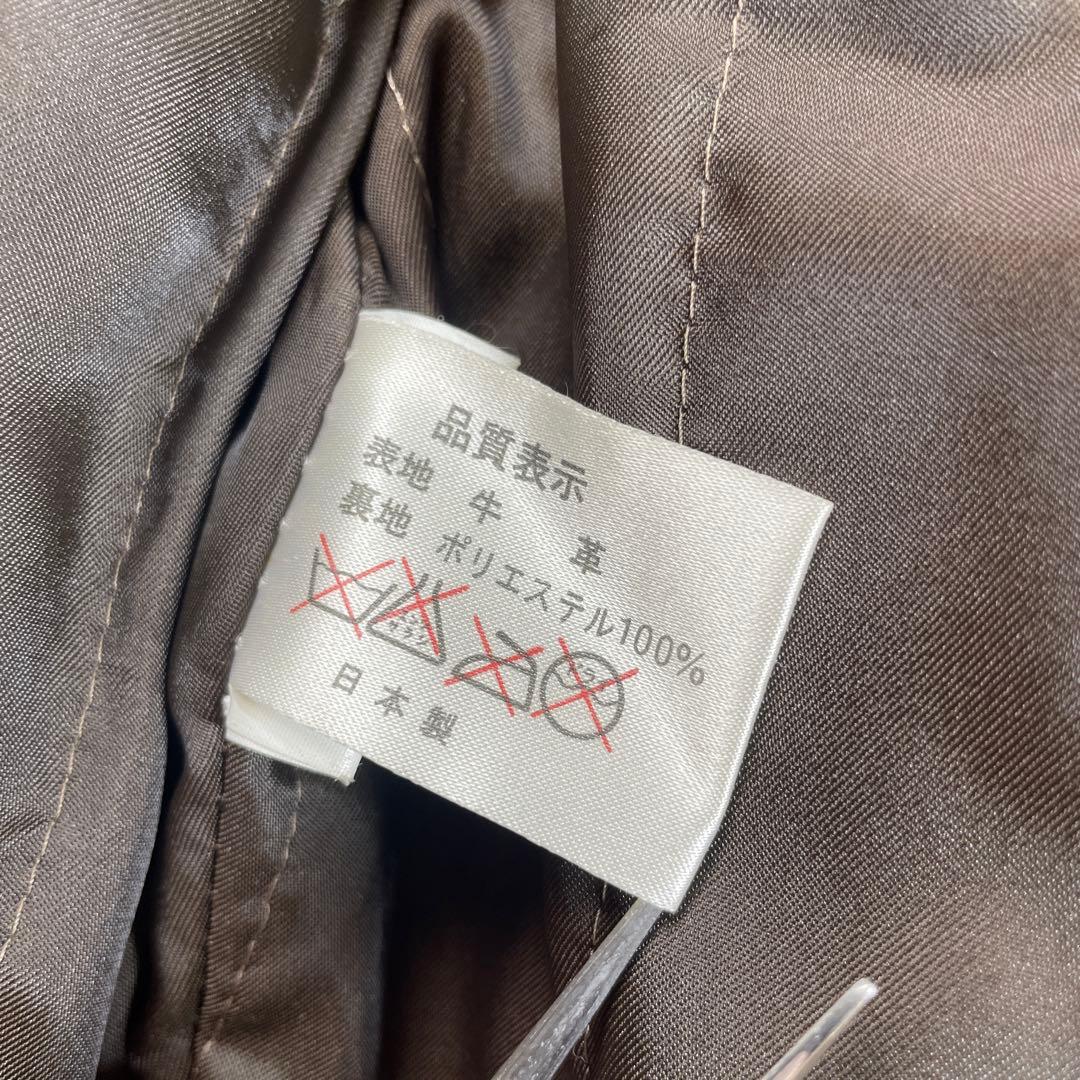 品質表示
表地 牛 革
裏地 ポリエステル100%
日本製